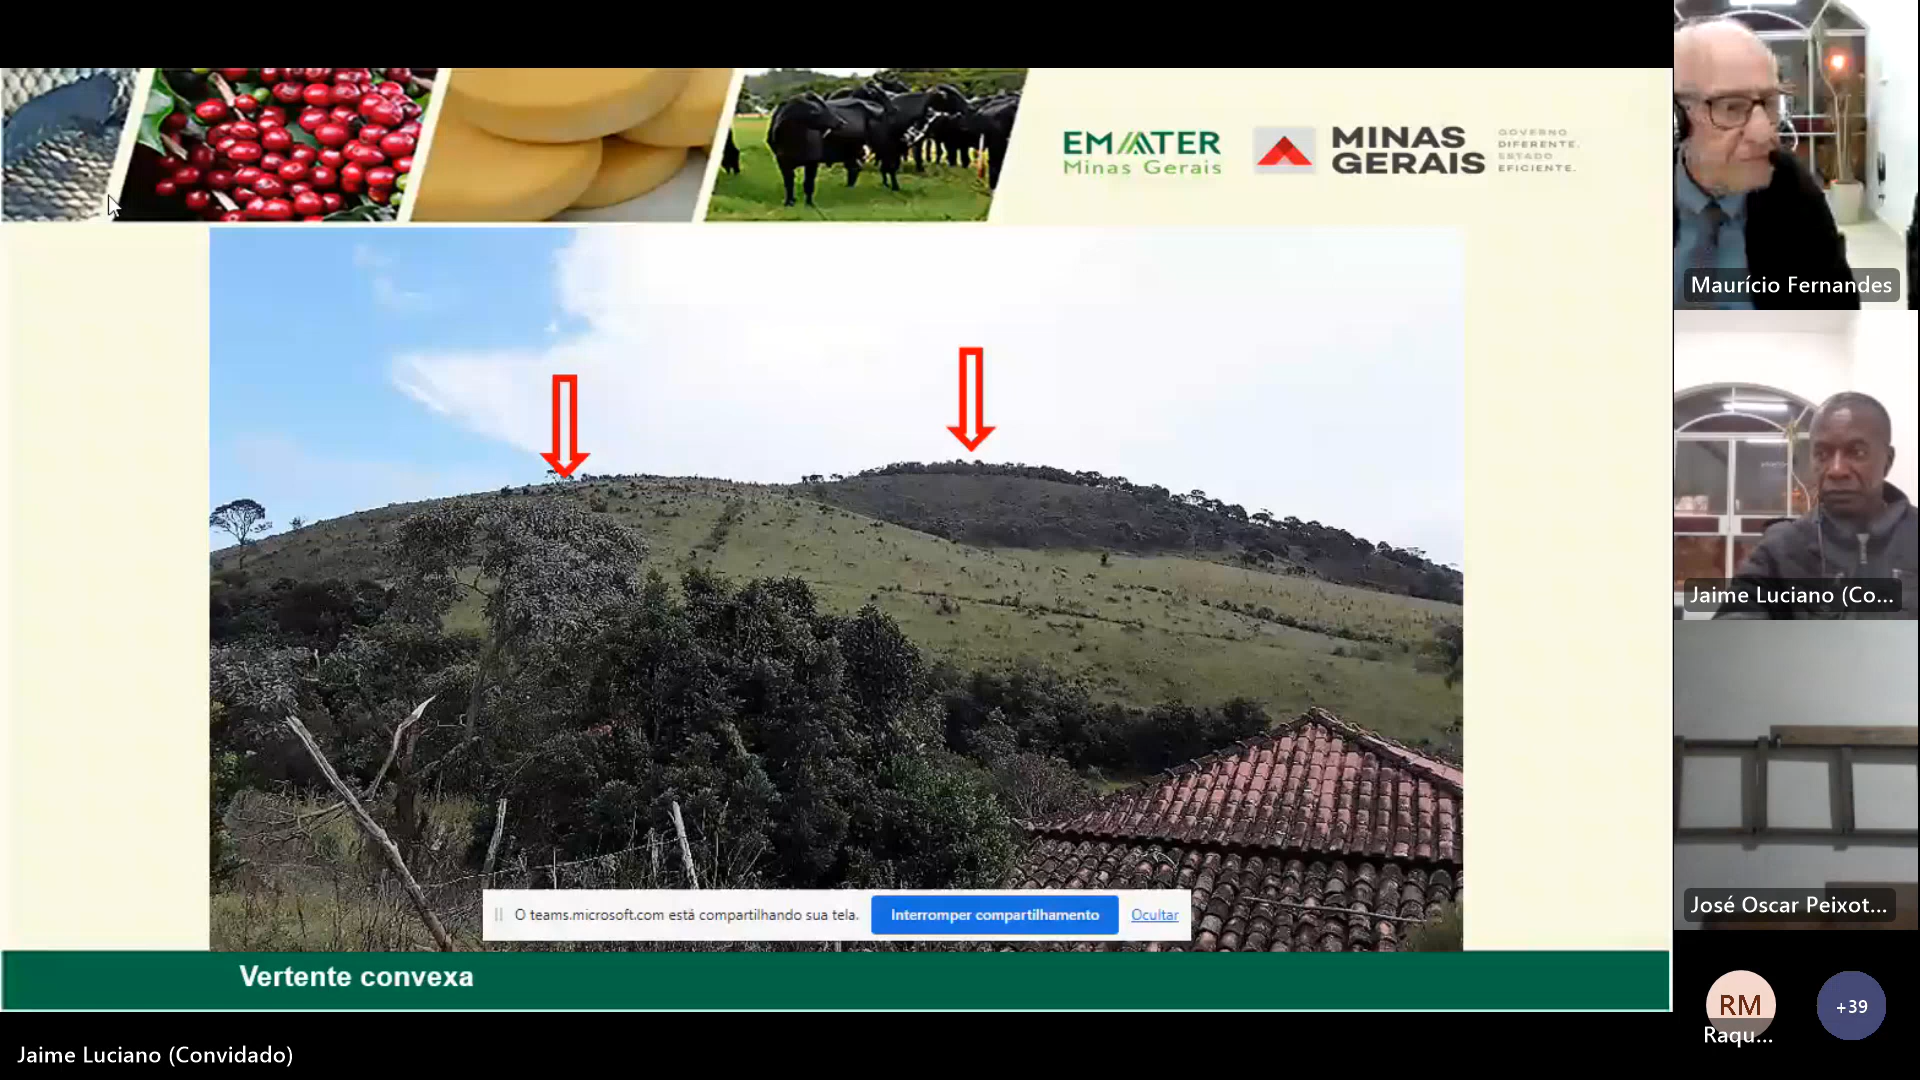 EMATER
Minas Gerais
MINAS
GERAIS
GOVERNO
DIFERENTE.
ESTADO
EFICIENTE.
Maurício Fernandes
Jaime Luciano (Co...
José Oscar Peixot...
O teams.microsoft.com está compartilhando sua tela.
Interromper compartilhamento
Ocultar
Vertente convexa
RM
Raqu...
+39
Jaime Luciano (Convidado)